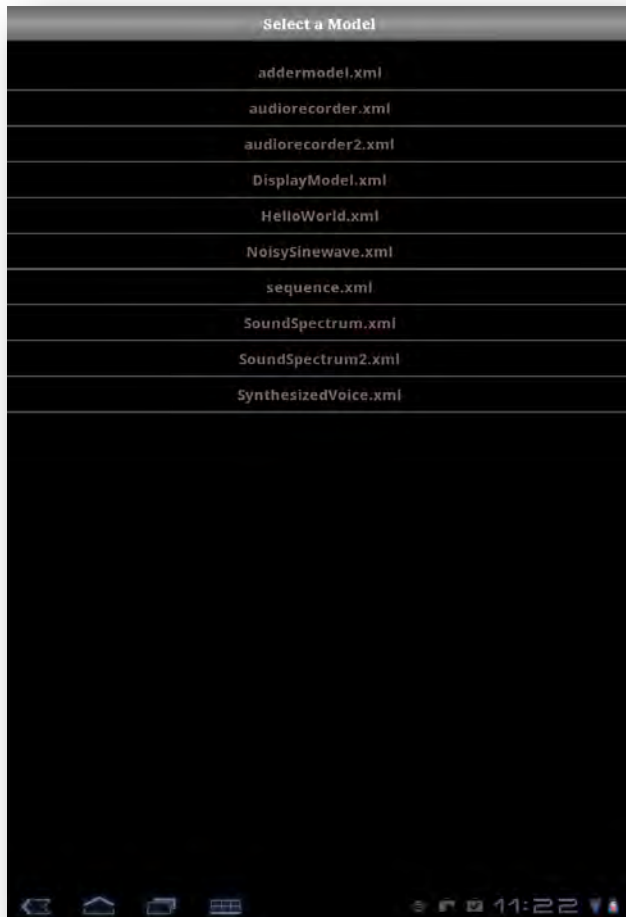 Select a Model
addermodel.xml
audiorecorder.xml
audiorecorder2.xml
DisplayModel.xml
HelloWorld.xml
NoisySinewave.xml
sequence.xml
SoundSpectrum.xml
SoundSpectrum2.xml
SynthesizedVoice.xml
11:22